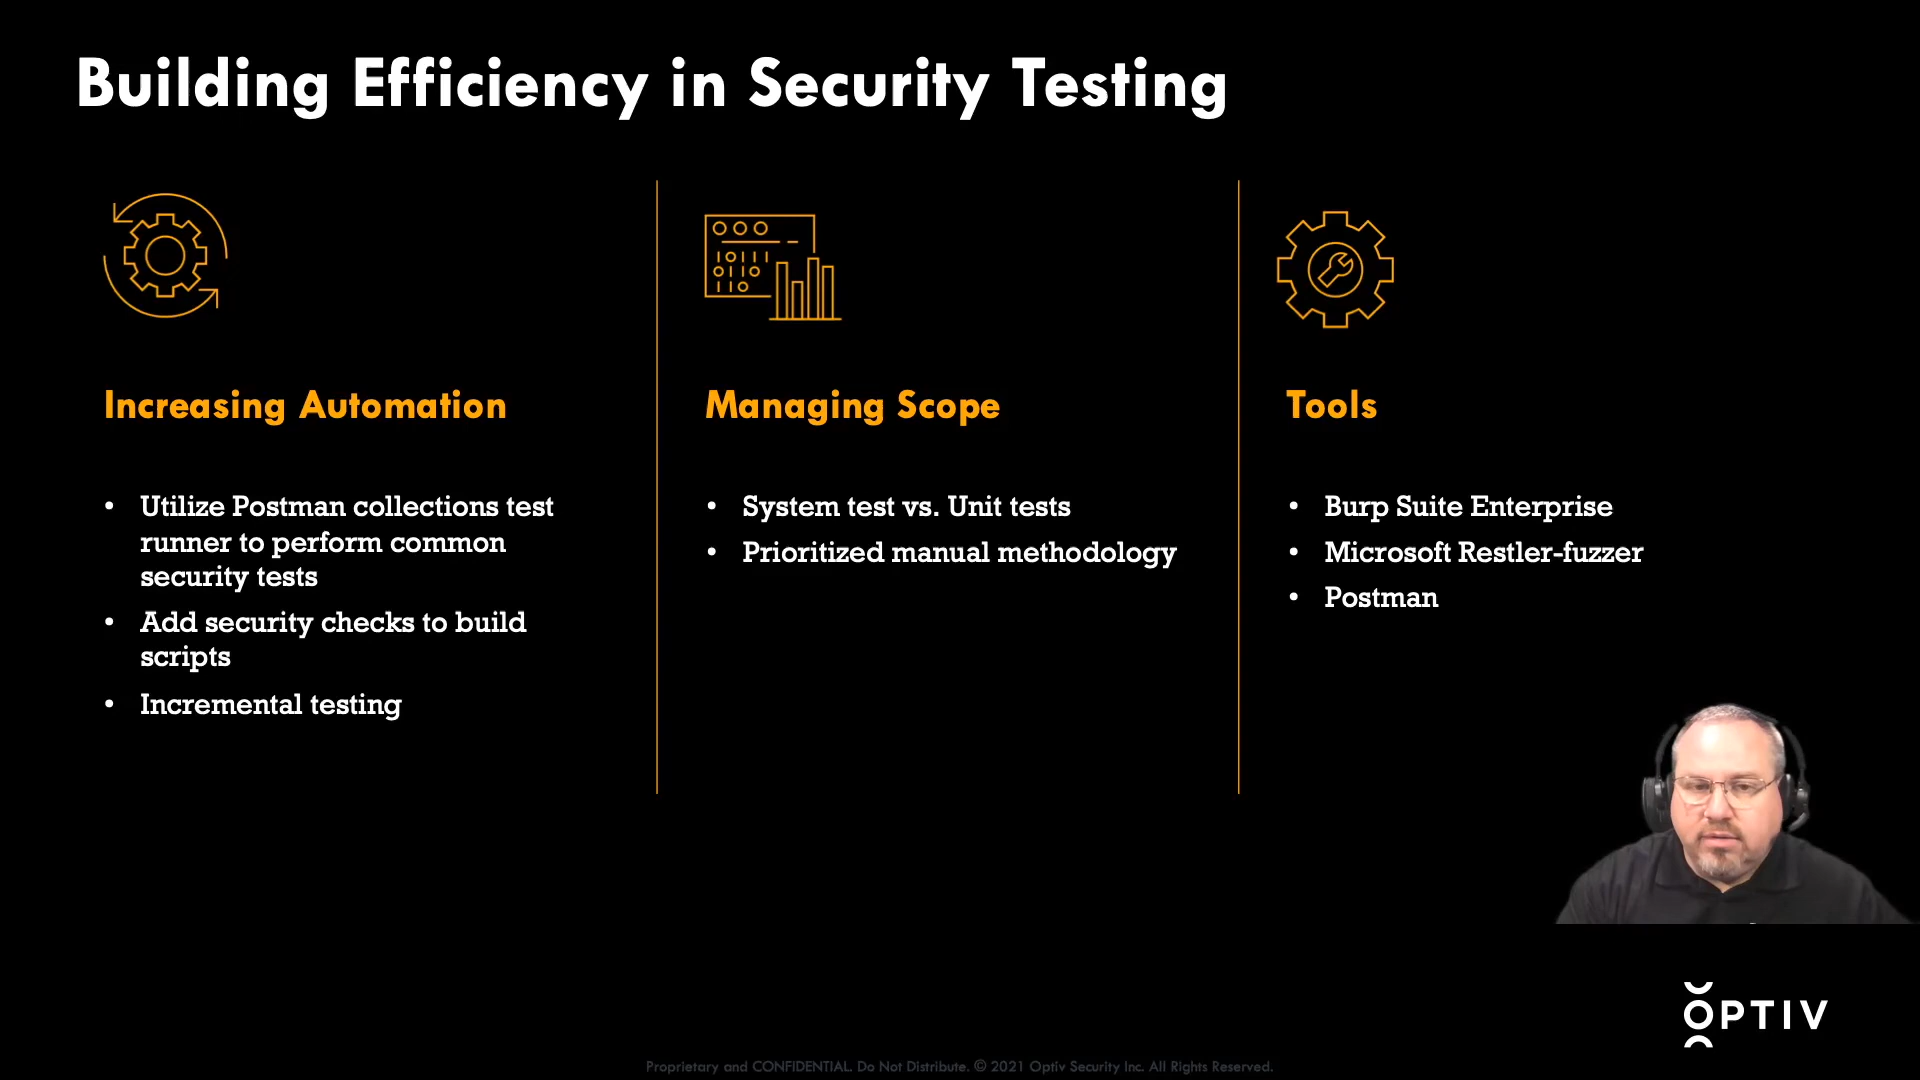 Building Efficiency in Security Testing
Increasing Automation
• Utilize Postman collections test
runner to perform common
security tests
• Add security checks to build
scripts
• Incremental testing
Managing Scope
• System test vs. Unit tests
• Prioritized manual methodology
Tools
• Burp Suite Enterprise
• Microsoft Restler-fuzzer
• Postman
OPTIV
Proprietary and CONFIDENTIAL. Do Not Distribute. © 2021 Optiv Security Inc. All Rights Reserved.